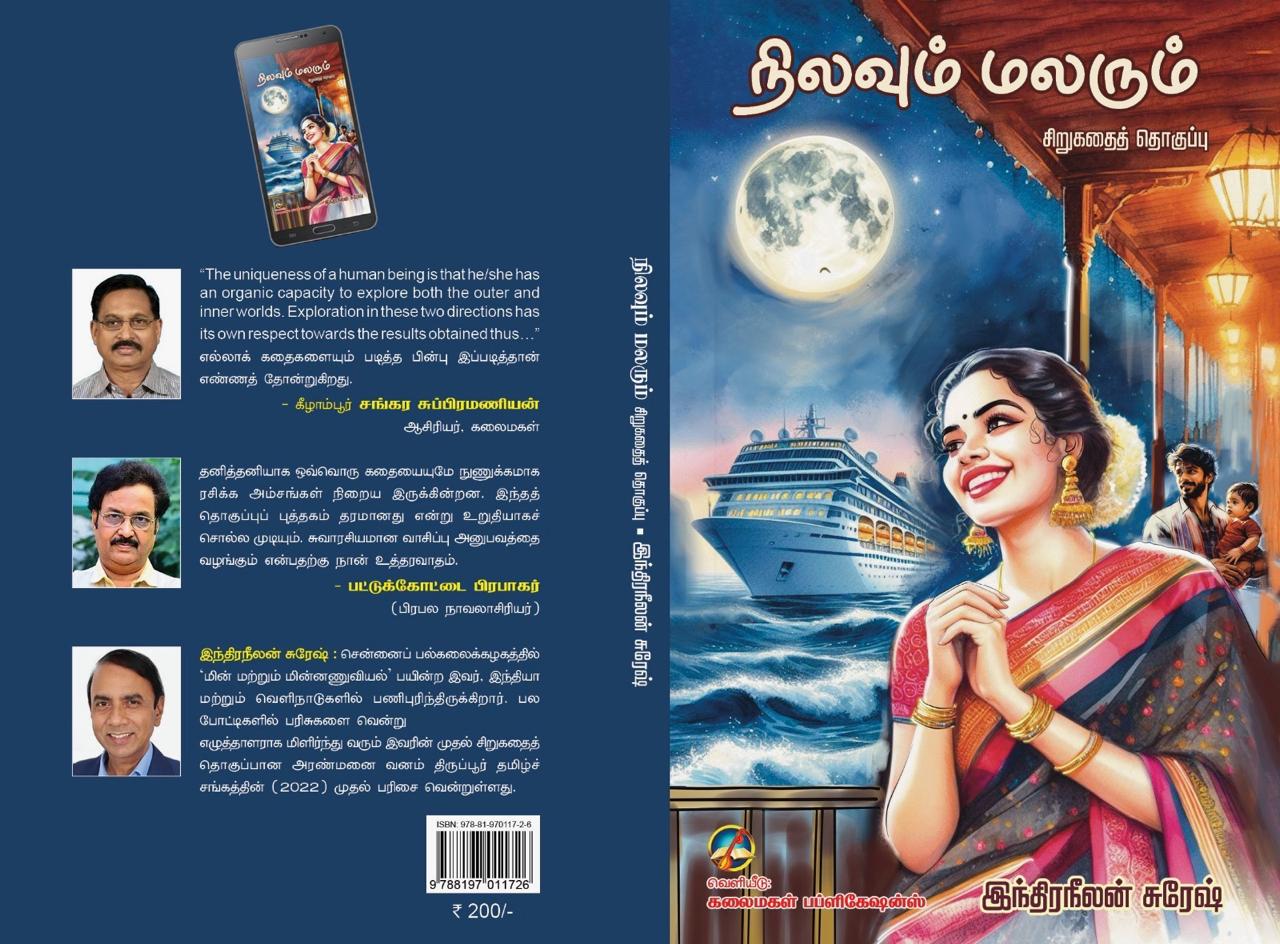 நிலவும் மலரும்
“The uniqueness of a human being is that he/she has
an organic capacity to explore both the outer and
inner worlds. Exploration in these two directions has
its own respect towards the results obtained thus...”
எல்லாக் கதைகளையும் படித்த பின்பு இப்படித்தான்
எண்ணத் தோன்றுகிறது.
- கீழாம்பூர் சங்கர சுப்பிரமணியன்
ஆசிரியர், கலைமகள்
தனித்தனியாக ஒவ்வொரு கதையையுமே நுணுக்கமாக
ரசிக்க அம்சங்கள் நிறைய இருக்கின்றன. இந்தத்
தொகுப்புப் புத்தகம் தரமானது என்று உறுதியாகச்
சொல்ல முடியும். சுவாரசியமான வாசிப்பு அனுபவத்தை
வழங்கும் என்பதற்கு நான் உத்தரவாதம்.
- பட்டுக்கோட்டை பிரபாகர்
(பிரபல நாவலாசிரியர்)
இந்திரநீலன் சுரேஷ் : சென்னைப் பல்கலைக்கழகத்தில்
‘மின் மற்றும் மின்னணுவியல்’ பயின்ற இவர், இந்தியா
மற்றும் வெளிநாடுகளில் பணிபுரிந்திருக்கிறார். பல
போட்டிகளில் பரிசுகளை வென்று
எழுத்தாளராக மிளிர்ந்து வரும் இவரின் முதல் சிறுகதைத்
தொகுப்பான அரண்மனை வனம் திருப்பூர் தமிழ்ச்
சங்கத்தின் (2022) முதல் பரிசை வென்றுள்ளது.
ISBN: 978-81-970117-2-6
9 788197 011726
₹ 200/-
நிலவும் மலரும் சிறுகதைத் தொகுப்பு ▪ இந்திரநீலன் சுரேஷ்
நிலவும் மலரும்
சிறுகதைத் தொகுப்பு
வெளியீடு:
கலைமகள் பப்ளிகேஷன்ஸ்
இந்திரநீலன் சுரேஷ்